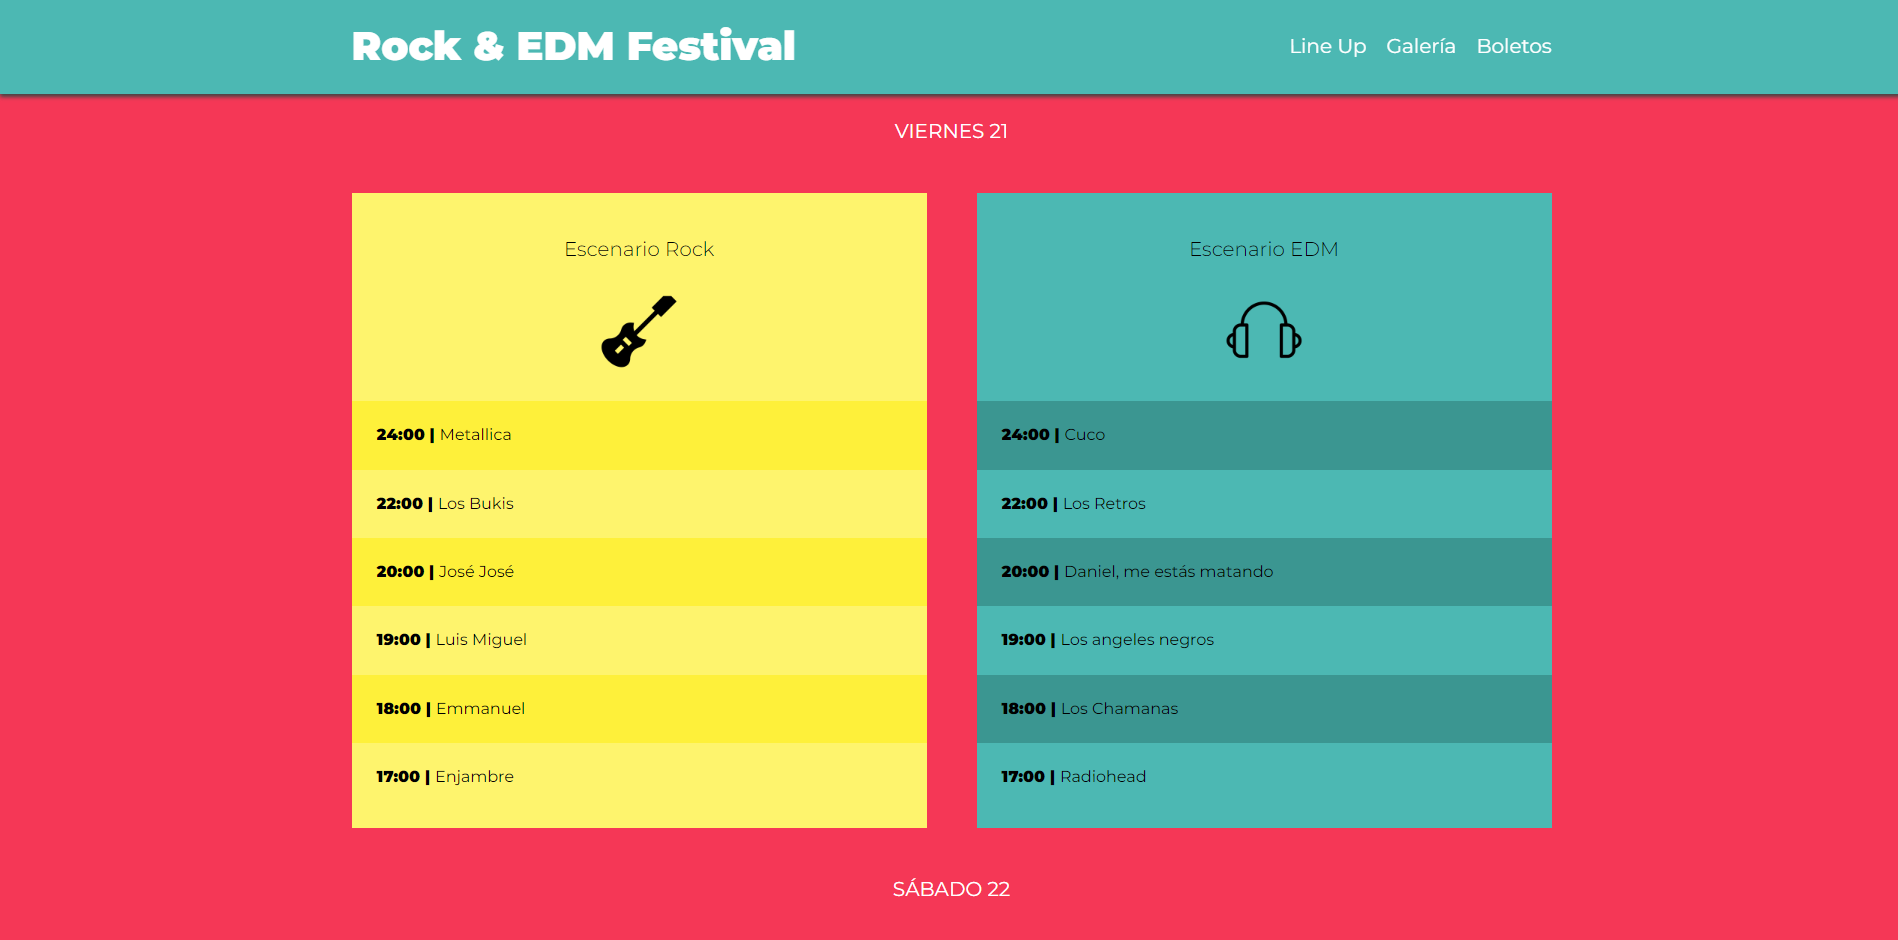 Rock & EDM Festival
Line Up Galería Boletos
VIERNES 21
Escenario Rock
24:00 | Metallica
22:00 | Los Bukis
20:00 | José José
19:00 | Luis Miguel
18:00 | Emmanuel
17:00 | Enjambre
Escenario EDM
24:00 | Cuco
22:00 | Los Retros
20:00 | Daniel, me estás matando
19:00 | Los angeles negros
18:00 | Los Chamanas
17:00 | Radiohead
SÁBADO 22